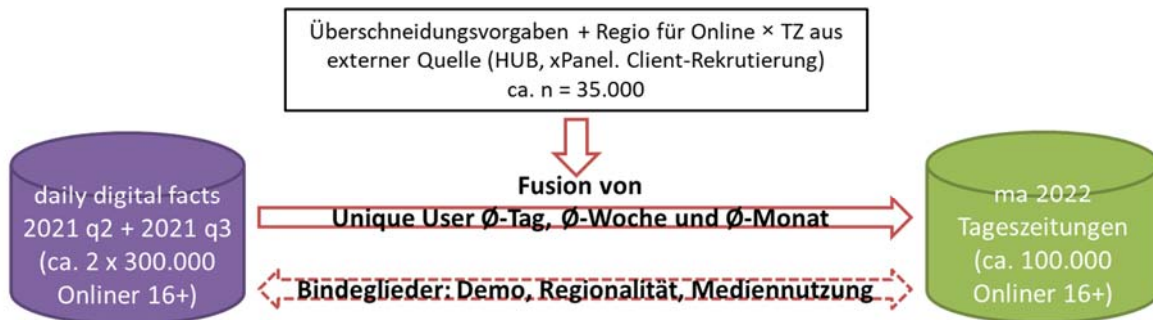 Überschneidungsvorgaben + Regio für Online × TZ aus
externer Quelle (HUB, xPanel. Client-Rekrutierung)
ca. n = 35.000
daily digital facts
2021 q2 + 2021 q3
(ca. 2 x 300.000
Onliner 16+)
Fusion von
Unique User Ø-Tag, Ø-Woche und Ø-Monat
Bindeglieder: Demo, Regionalität, Mediennutzung
ma 2022
Tageszeitungen
(ca. 100.000
Onliner 16+)